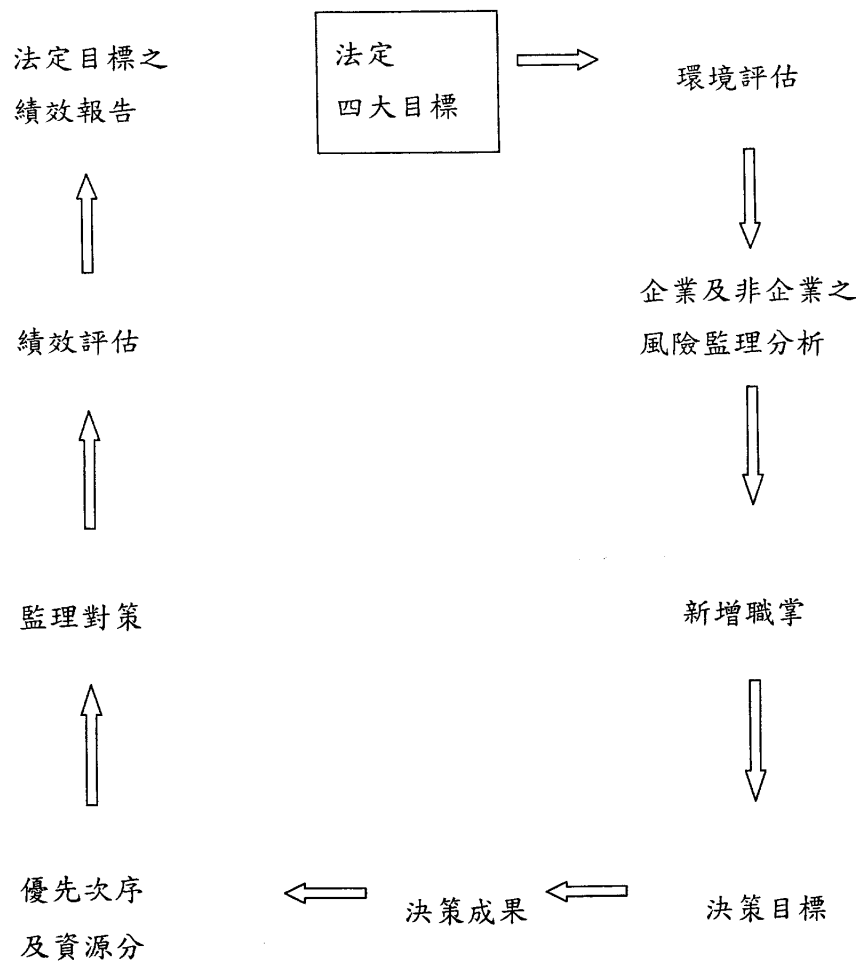 法定
四大目標
環境評估
企業及非企業之
風險監理分析
新增職掌
決策目標
決策成果
優先次序
及資源分
監理對策
績效評估
法定目標之
績效報告